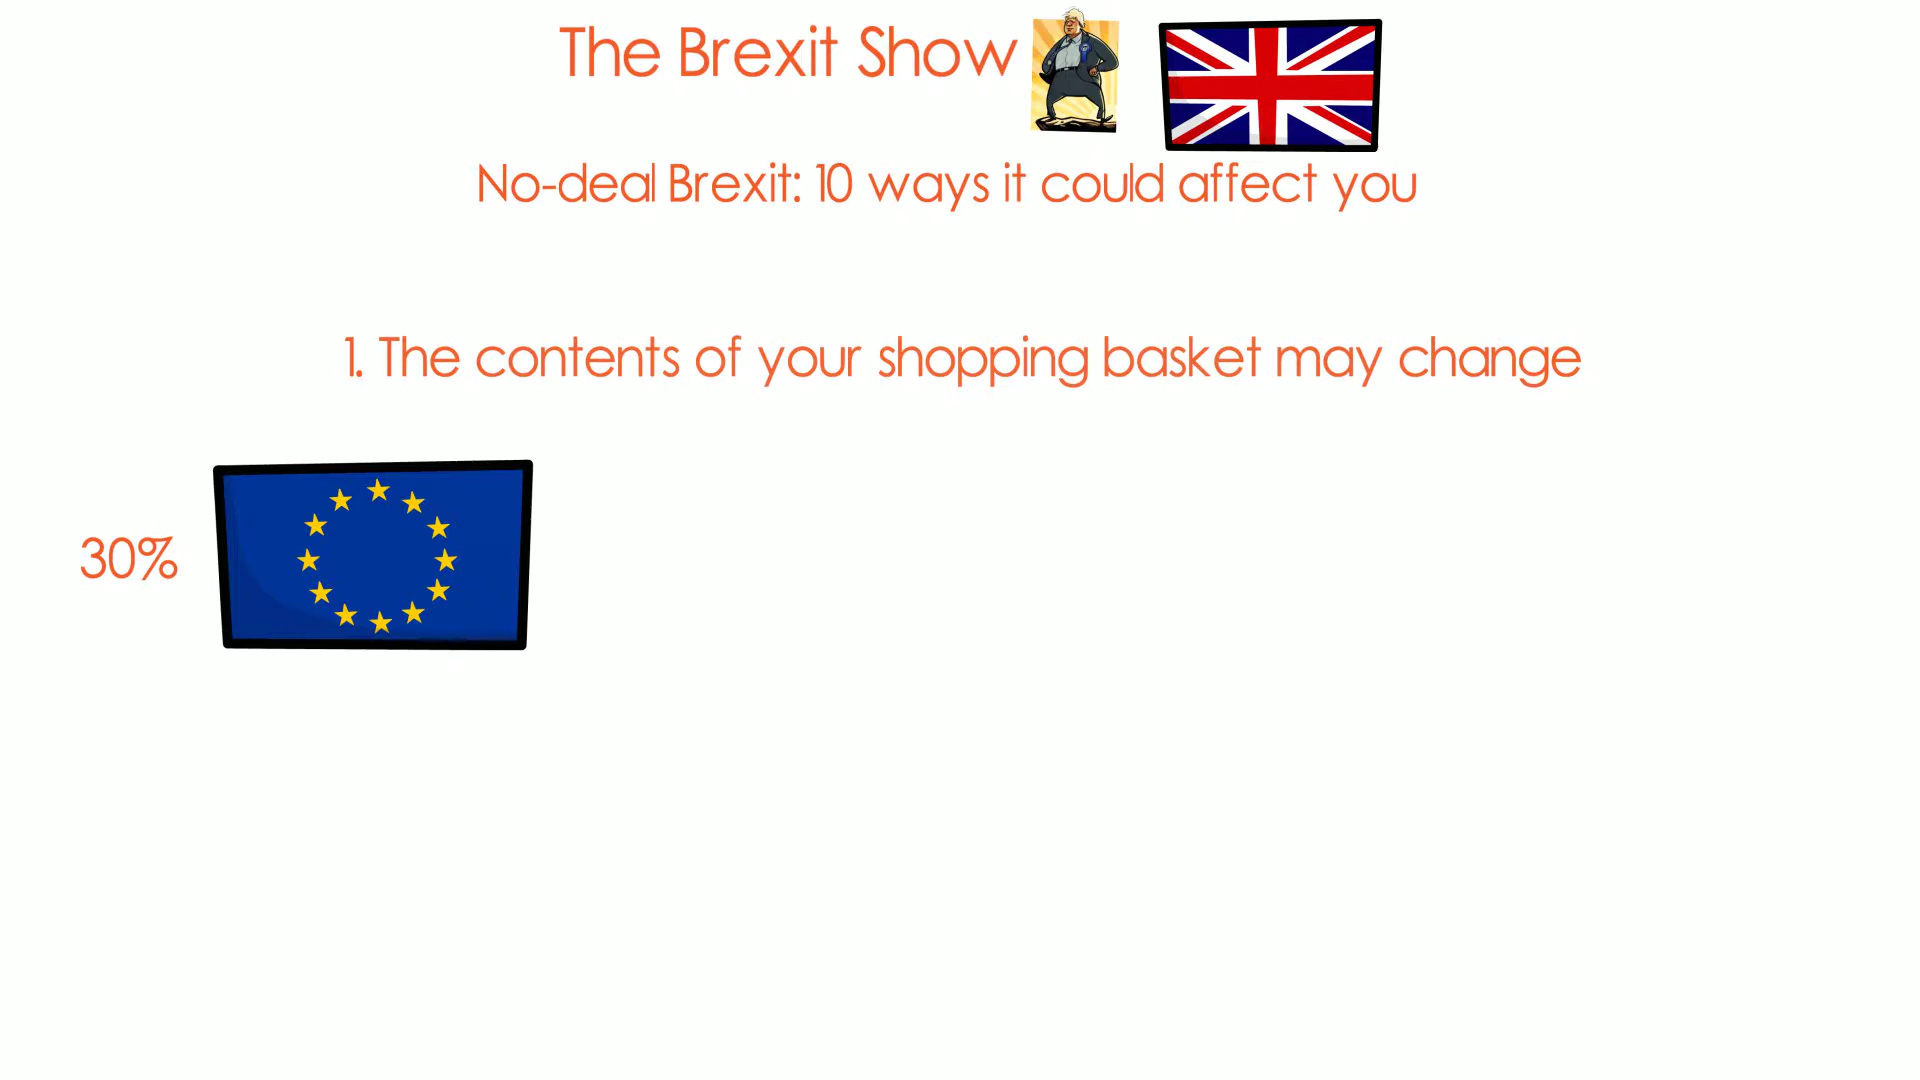 The Brexit Show
No-deal Brexit: 10 ways it could affect you
1. The contents of your shopping basket may change
30%